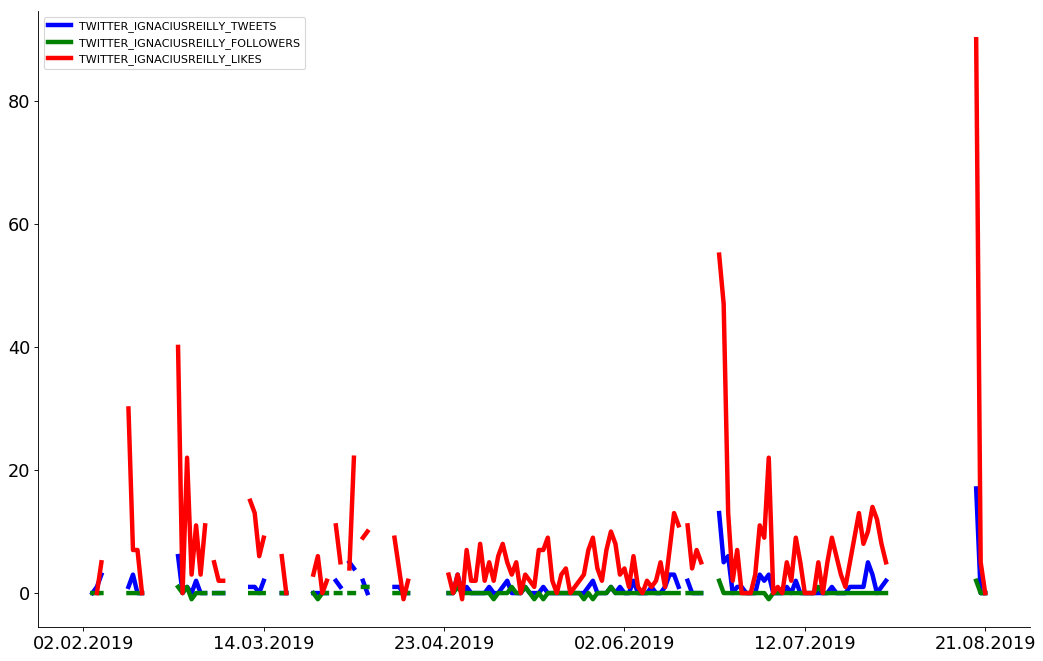 TWITTER_IGNACIUSREILLY_TWEETS
TWITTER_IGNACIUSREILLY_FOLLOWERS
TWITTER_IGNACIUSREILLY_LIKES
80
60
40
20
0
02.02.2019 14.03.2019 23.04.2019 02.06.2019 12.07.2019 21.08.2019